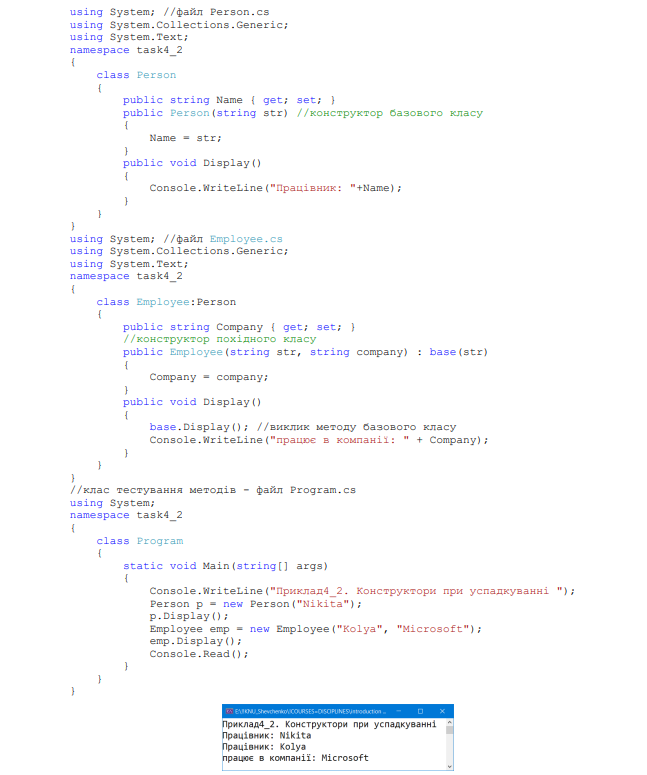 using System; //файл Person.cs
using System.Collections.Generic;
using System.Text;
namespace task4_2
{
    class Person
    {
        public string Name { get; set; }
        public Person(string str) //конструктор базового класу
        {
            Name = str;
        }
        public void Display()
        {
            Console.WriteLine("Працівник: "+Name);
        }
    }
}
using System; //файл Employee.cs
using System.Collections.Generic;
using System.Text;
namespace task4_2
{
    class Employee:Person
    {
        public string Company { get; set; }
        //конструктор похідного класу
        public Employee(string str, string company) : base(str)
        {
            Company = company;
        }
        public void Display()
        {
            base.Display(); //виклик методу базового класу
            Console.WriteLine("працює в компанії: " + Company);
        }
    }
}
//клас тестування методів - файл Program.cs
using System;
namespace task4_2
{
    class Program
    {
        static void Main(string[] args)
        {
            Console.WriteLine("Приклад4_2. Конструктори при успадкуванні ");
            Person p = new Person("Nikita");
            p.Display();
            Employee emp = new Employee("Kolya", "Microsoft");
            emp.Display();
            Console.Read();
        }
    }
}
E:\!!KNU_Shevchenko\!COURSES+DISCIPLINES\Introduction ...
Приклад4_2. Конструктори при успадкуванні
Працівник: Nikita
Працівник: Kolya
працює в компанії: Microsoft